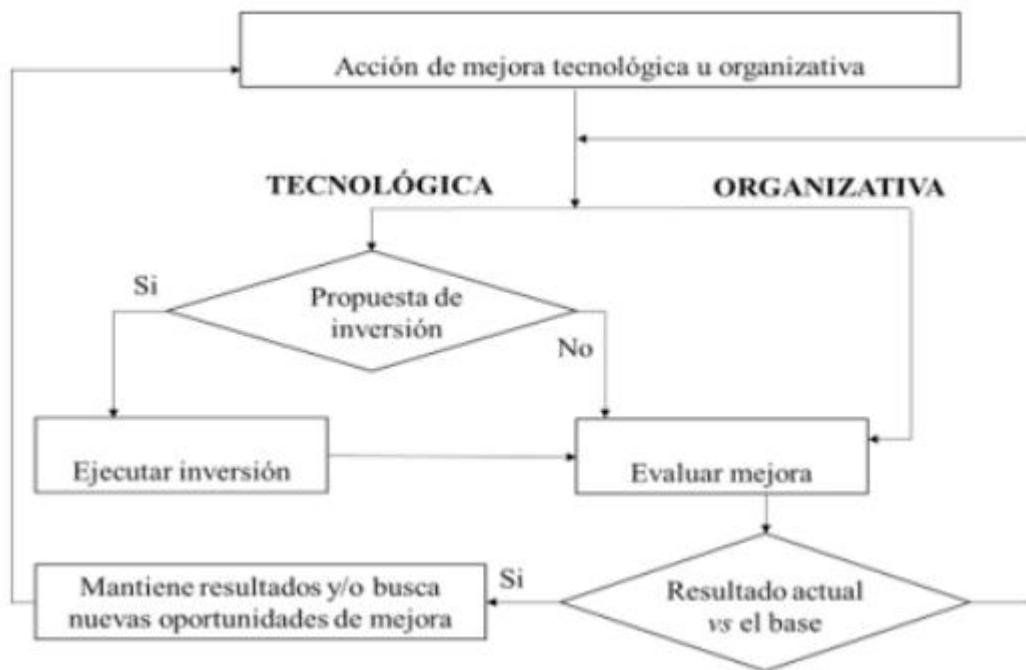 Acción de mejora tecnológica u organizativa
TECNOLÓGICA
ORGANIZATIVA
Si
Propuesta de
inversión
No
Ejecutar inversión
Evaluar mejora
Mantiene resultados y/o busca
nuevas oportunidades de mejora
Si
Resultado actual
vs el base